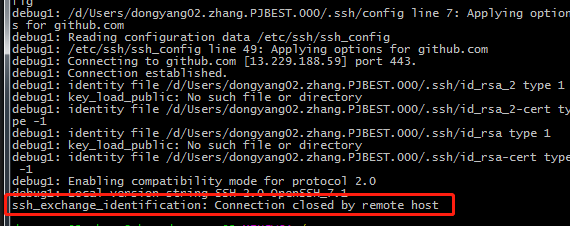 debug1: /d/Users/dongyang02.zhang.PJBEST.000/.ssh/config line 7: Applying option
s for github.com
debug1: Reading configuration data /etc/ssh/ssh_config
debug1: /etc/ssh/ssh_config line 49: Applying options for github.com
debug1: Connecting to github.com [13.229.188.59] port 443.
debug1: Connection established.
debug1: identity file /d/Users/dongyang02.zhang.PJBEST.000/.ssh/id_rsa_2 type 1
debug1: key_load_public: No such file or directory
debug1: identity file /d/Users/dongyang02.zhang.PJBEST.000/.ssh/id_rsa_2-cert ty
pe -1
debug1: identity file /d/Users/dongyang02.zhang.PJBEST.000/.ssh/id_rsa type 1
debug1: key_load_public: No such file or directory
debug1: identity file /d/Users/dongyang02.zhang.PJBEST.000/.ssh/id_rsa-cert type
-1
debug1: Enabling compatibility mode for protocol 2.0
debug1: Local version string SSH-2.0-OpenSSH_7.1
ssh_exchange_identification: Connection closed by remote host